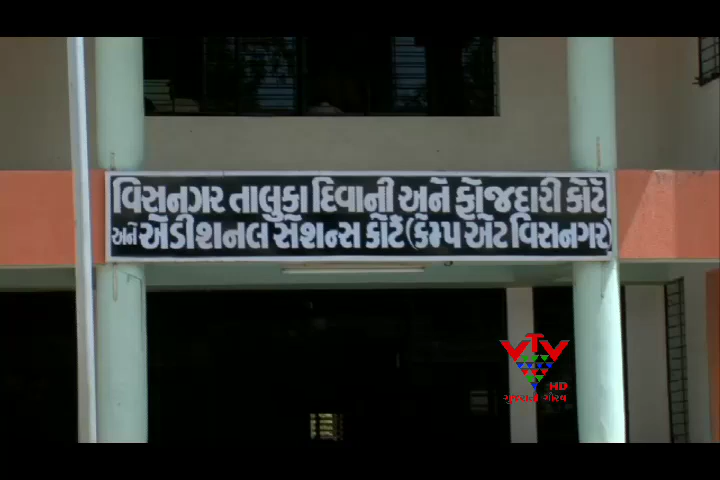 વિસનગર તાલુકા દિવાની અને ફોજદારી કોર્ટ
અને એડીશનલ સેશન્સ કોર્ટ (કેમ્પ એટ વિસનગર)
VTV
HD
ગુજરાતી ગૌરવ